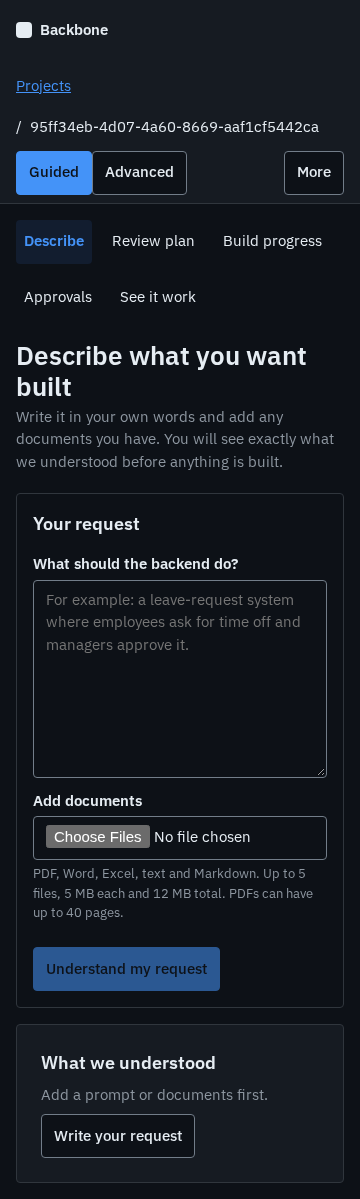 Backbone
Projects
/ 95ff34eb-4d07-4a60-8669-aaf1cf5442ca
Guided Advanced More
Describe Review plan Build progress
Approvals See it work
Describe what you want
built
Write it in your own words and add any
documents you have. You will see exactly what
we understood before anything is built.
Your request
What should the backend do?
For example: a leave-request system
where employees ask for time off and
managers approve it.
Add documents
Choose Files No file chosen
PDF, Word, Excel, text and Markdown. Up to 5
files, 5 MB each and 12 MB total. PDFs can have
up to 40 pages.
Understand my request
What we understood
Add a prompt or documents first.
Write your request